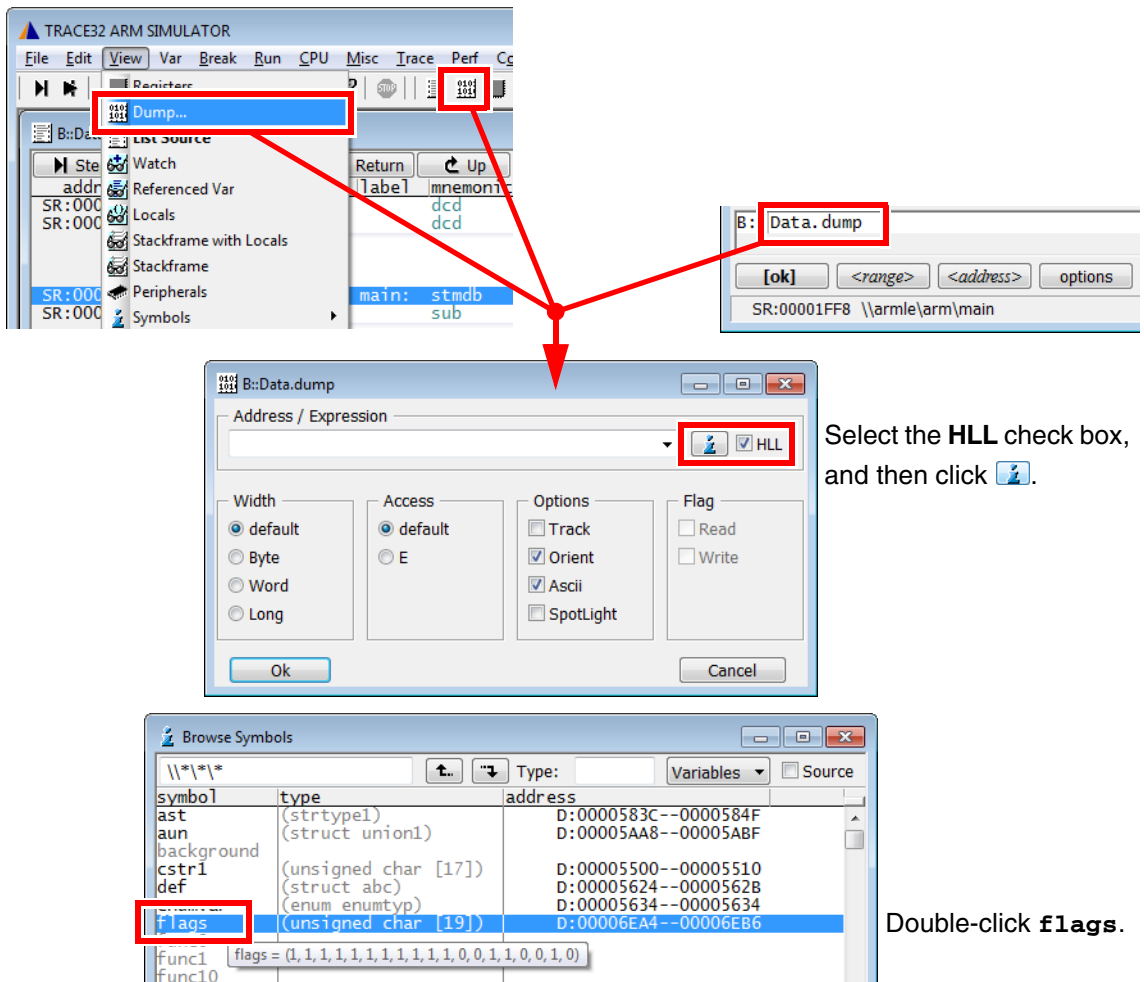 TRACE32 ARM SIMULATOR
File Edit View Var Break Run CPU Misc Trace Perf
Registers
Dump...
B::Dat
List Source
Ste
Watch
Return
Up
addr
Referenced Var
label mnemonic
SR:000
Locals
dcd
SR:000
dcd
Stackframe with Locals
Stackframe
SR:000
Peripherals
main: stmdb
SR:000
Symbols
sub
B: Data.dump
[ok] <range> <address> options
SR:00001FF8 \\armle\arm\main
B::Data.dump
Address / Expression
HLL
Select the HLL check box,
and then click
.
Width Access Options Flag
default default Track Read
Byte E Orient Write
Word Ascii
Long SpotLight
Ok Cancel
Browse Symbols
\\*\*\* Type: Variables Source
symbol type address
ast (strtype1) D:0000583C--0000584F
aun (struct union1) D:00005AA8--00005ABF
background
cstr1 (unsigned char [17]) D:00005500--00005510
def (struct abc) D:00005624--0000562B
(enum enumtyp) D:00005634--00005634
flags (unsigned char [19]) D:00006EA4--00006EB6
Double-click flags.
func1
flags = (1, 1, 1, 1, 1, 1, 1, 1, 1, 1, 1, 0, 0, 1, 1, 0, 0, 1, 0)
func10